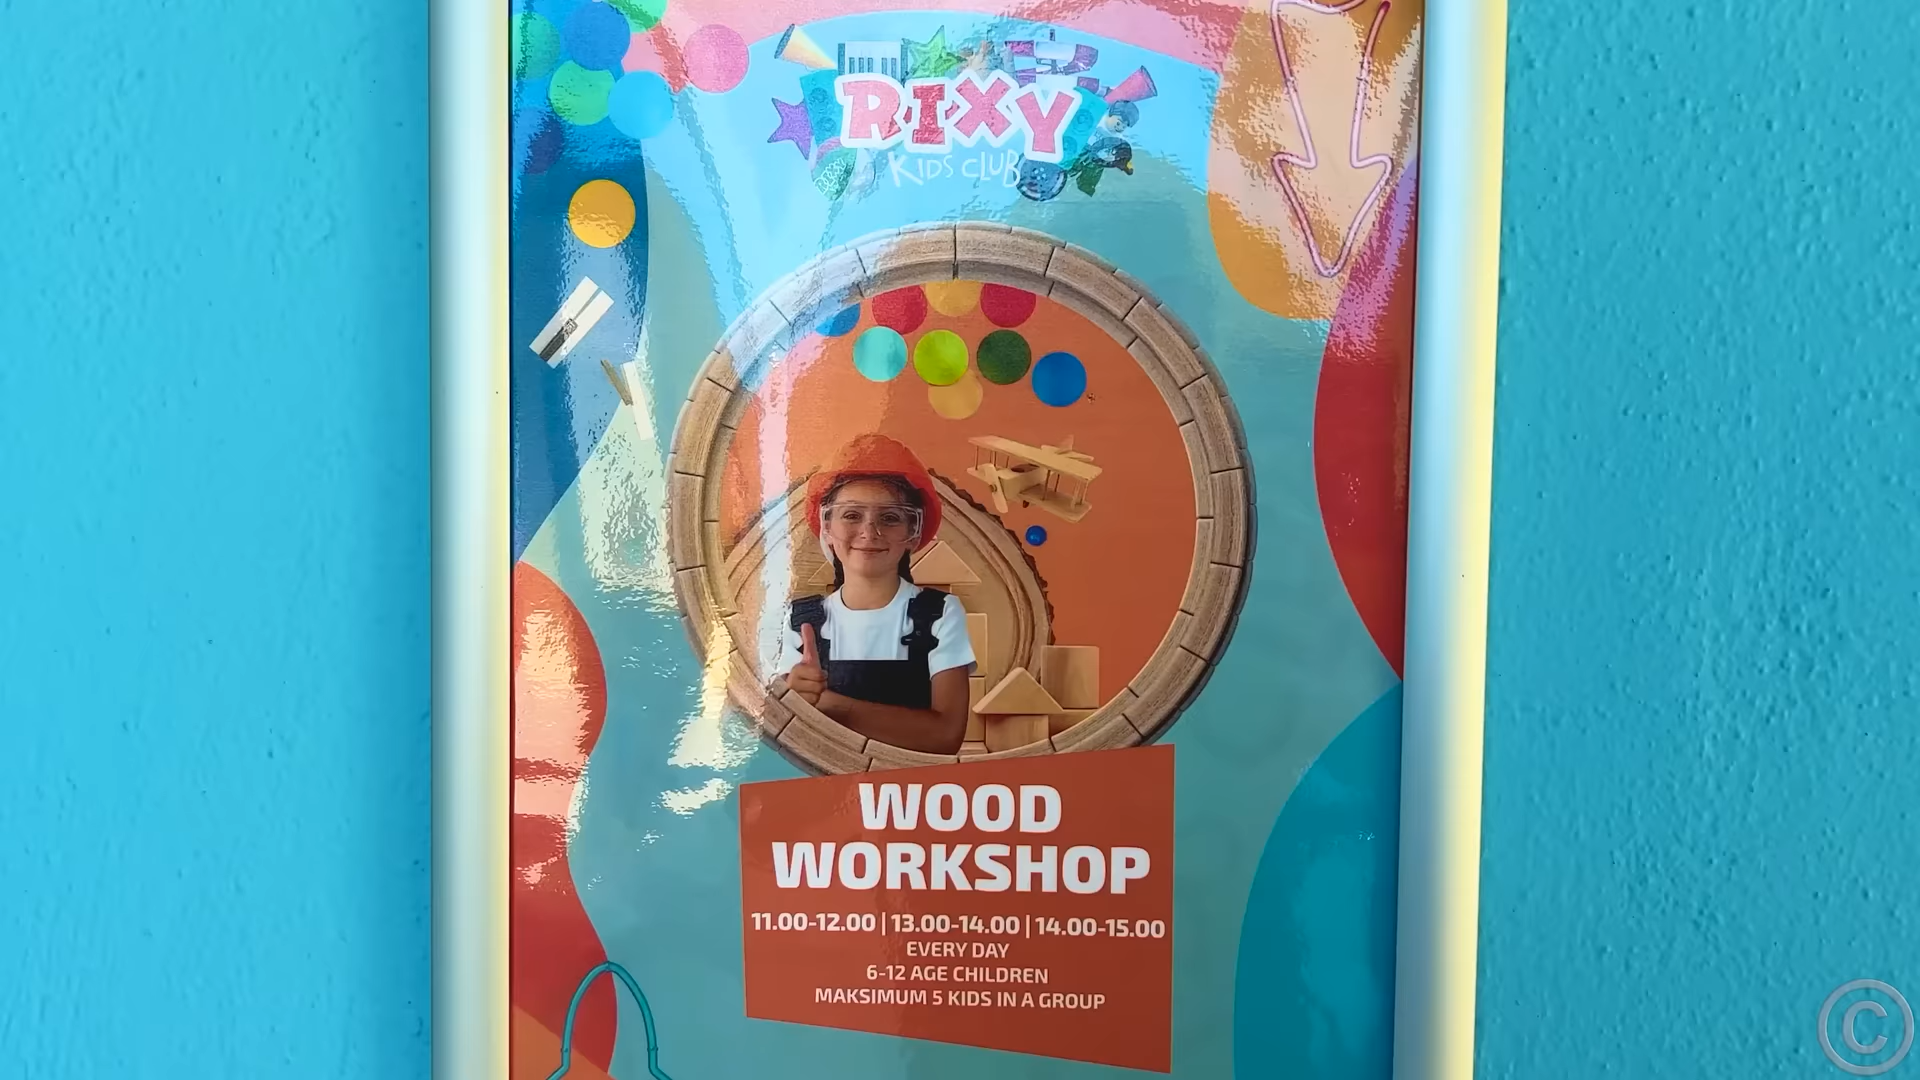 RIXY
KIDS CLUB
WOOD
WORKSHOP
11.00-12.00 | 13.00-14.00 | 14.00-15.00
EVERY DAY
6-12 AGE CHILDREN
MAKSIMUM 5 KIDS IN A GROUP
©